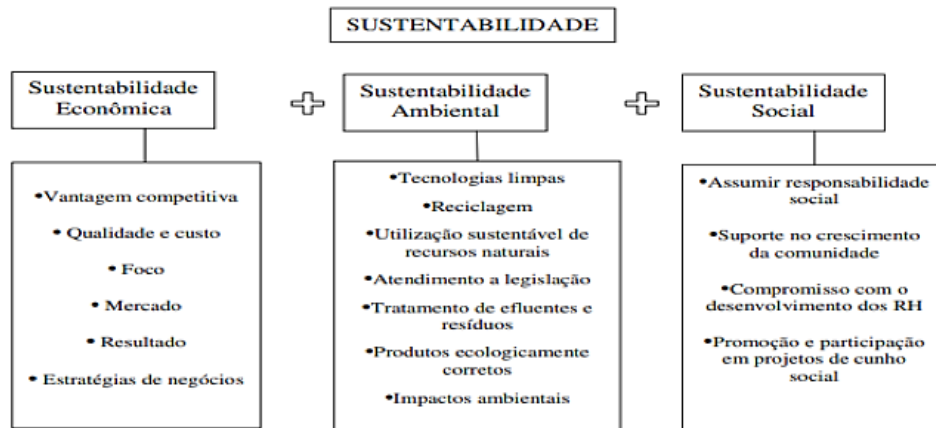 SUSTENTABILIDADE
Sustentabilidade
Econômica
Sustentabilidade
Ambiental
Sustentabilidade
Social
•Vantagem competitiva
• Qualidade e custo
• Foco
• Mercado
• Resultado
• Estratégias de negócios
•Tecnologias limpas
•Reciclagem
•Utilização sustentável de
recursos naturais
•Atendimento a legislação
•Tratamento de efluentes e
resíduos
•Produtos ecologicamente
corretos
•Impactos ambientais
•Assumir responsabilidade
social
•Suporte no crescimento
da comunidade
•Compromisso com o
desenvolvimento dos RH
•Promoção e participação
em projetos de cunho
social